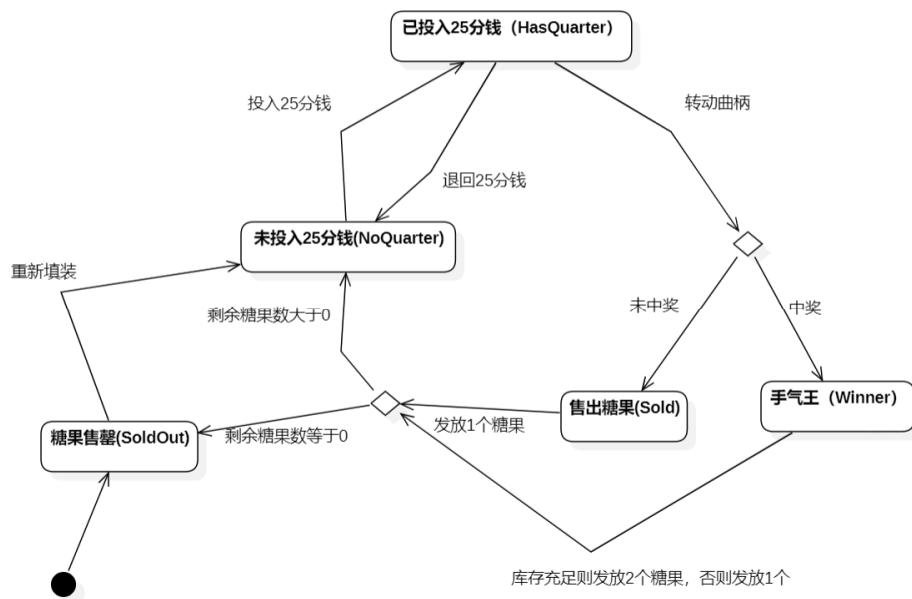 已投入25分钱（HasQuarter）
投入25分钱
转动曲柄
退回25分钱
未投入25分钱(NoQuarter)
重新填装
剩余糖果数大于0
未中奖
中奖
手气王（Winner）
售出糖果(Sold)
发放1个糖果
剩余糖果数等于0
糖果售罄(SoldOut)
库存充足则发放2个糖果，否则发放1个